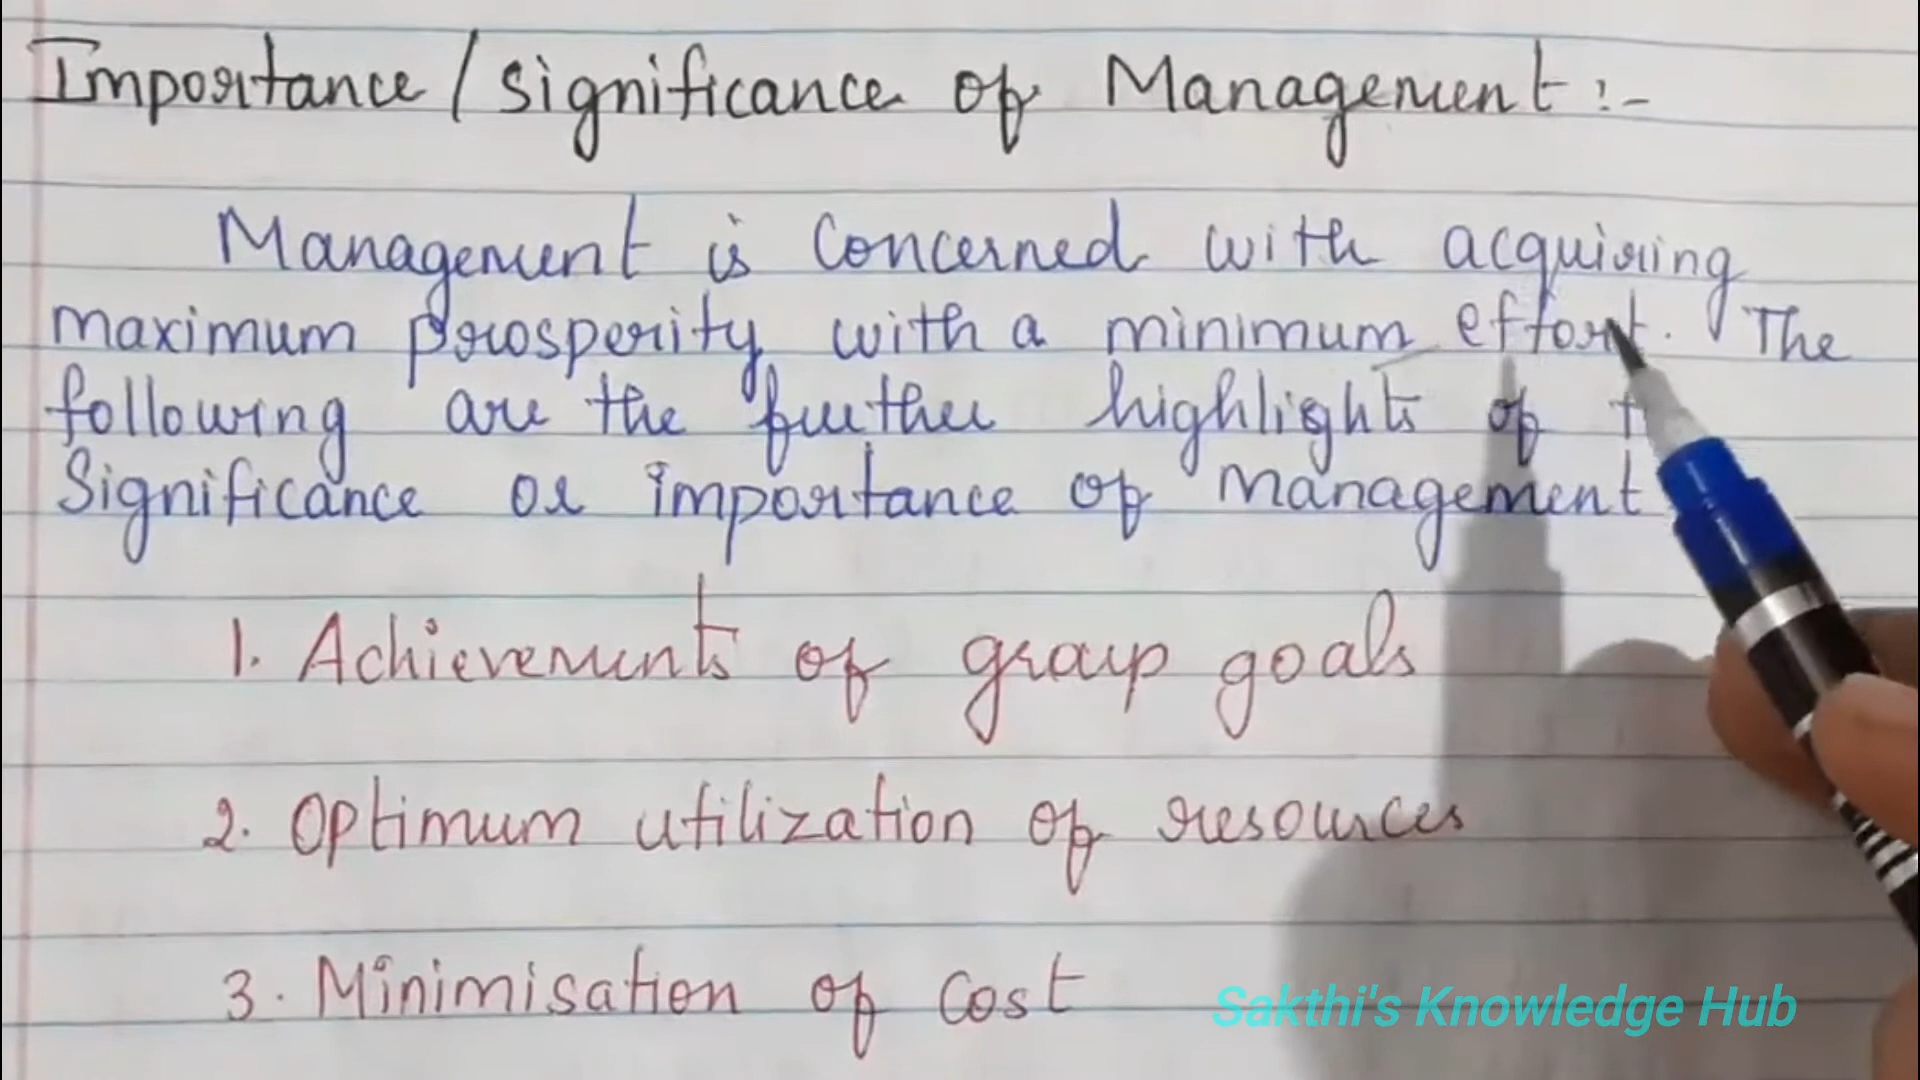 Importance/Significance of Management :-
Management is Concerned with acquiring
maximum prosperity with a minimum effort. The
following are the further highlights of
Significance or importance of management
1. Achievements of group goals
2. Optimum utilization of resources
3. Minimisation of Cost
Sakthi's Knowledge Hub